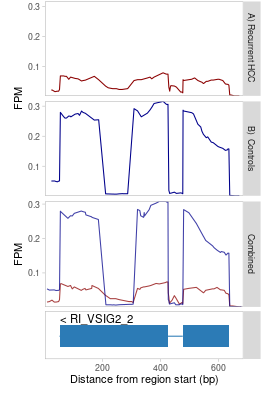 0.3
0.2
0.1
FPM
A) Recurrent HCC
0.3
0.2
0.1
B): Controls
0.3
0.2
0.1
FPM
Combined
< RI_VSIG2_2
200
400
600
Distance from region start (bp)